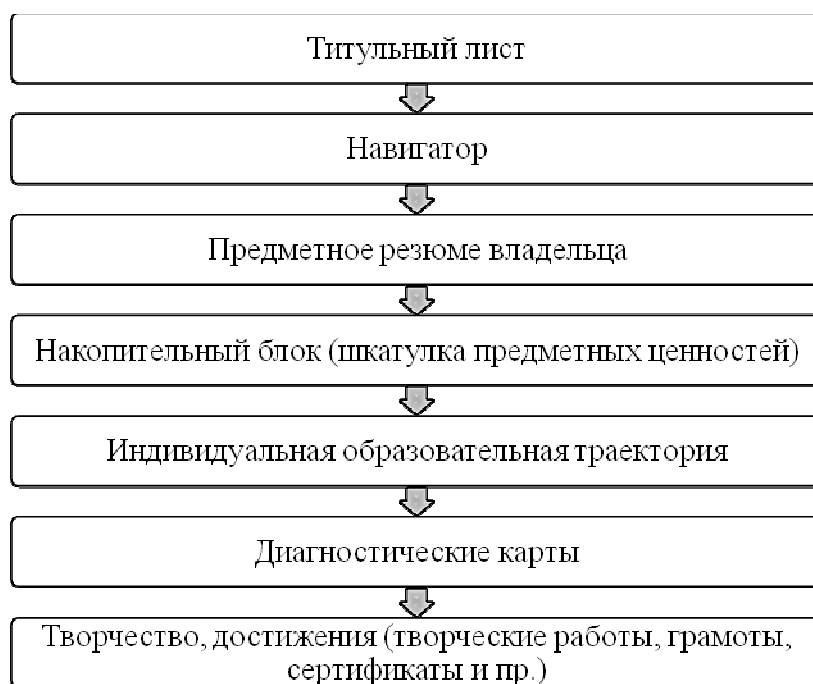 Титульный лист
Навигатор
Предметное резюме владельца
Накопительный блок (шкатулка предметных ценностей)
Индивидуальная образовательная траектория
Диагностические карты
Творчество, достижения (творческие работы, грамоты,
сертификаты и пр.)